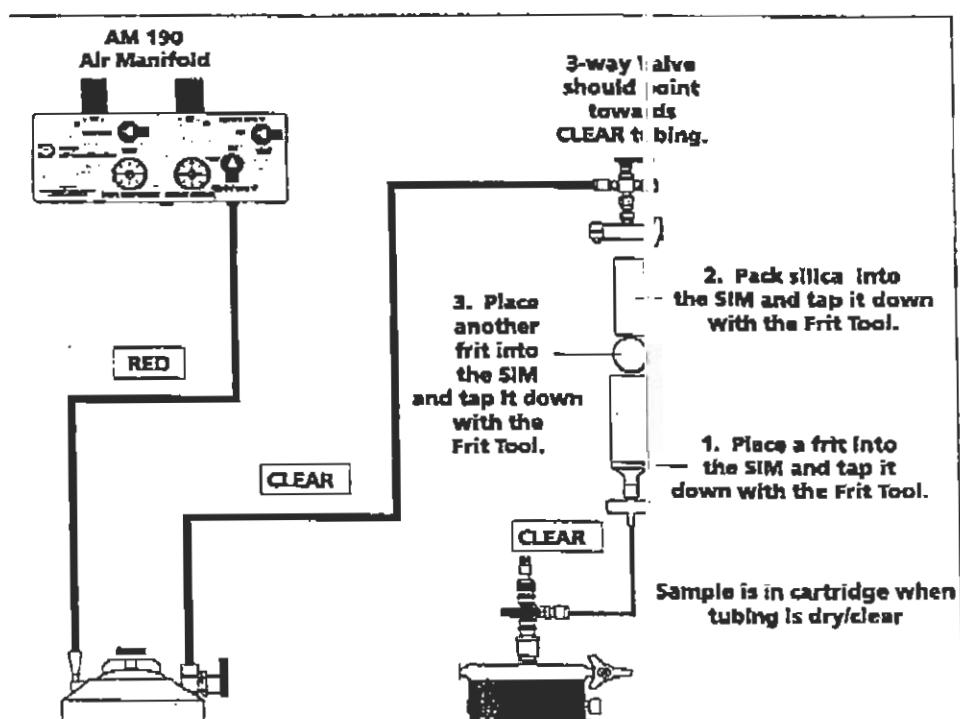 AM 190
Air Manifold
3-way Valve
should point
towards
CLEAR tubing.
2. Pack silica into
the SIM and tap it down
with the Frit Tool.
3. Place
another
frit into
the SIM
and tap it down
with the
Frit Tool.
RED
1. Place a frit into
the SIM and tap it
down with the Frit Tool.
CLEAR
CLEAR
Sample is in cartridge when
tubing is dry/clear